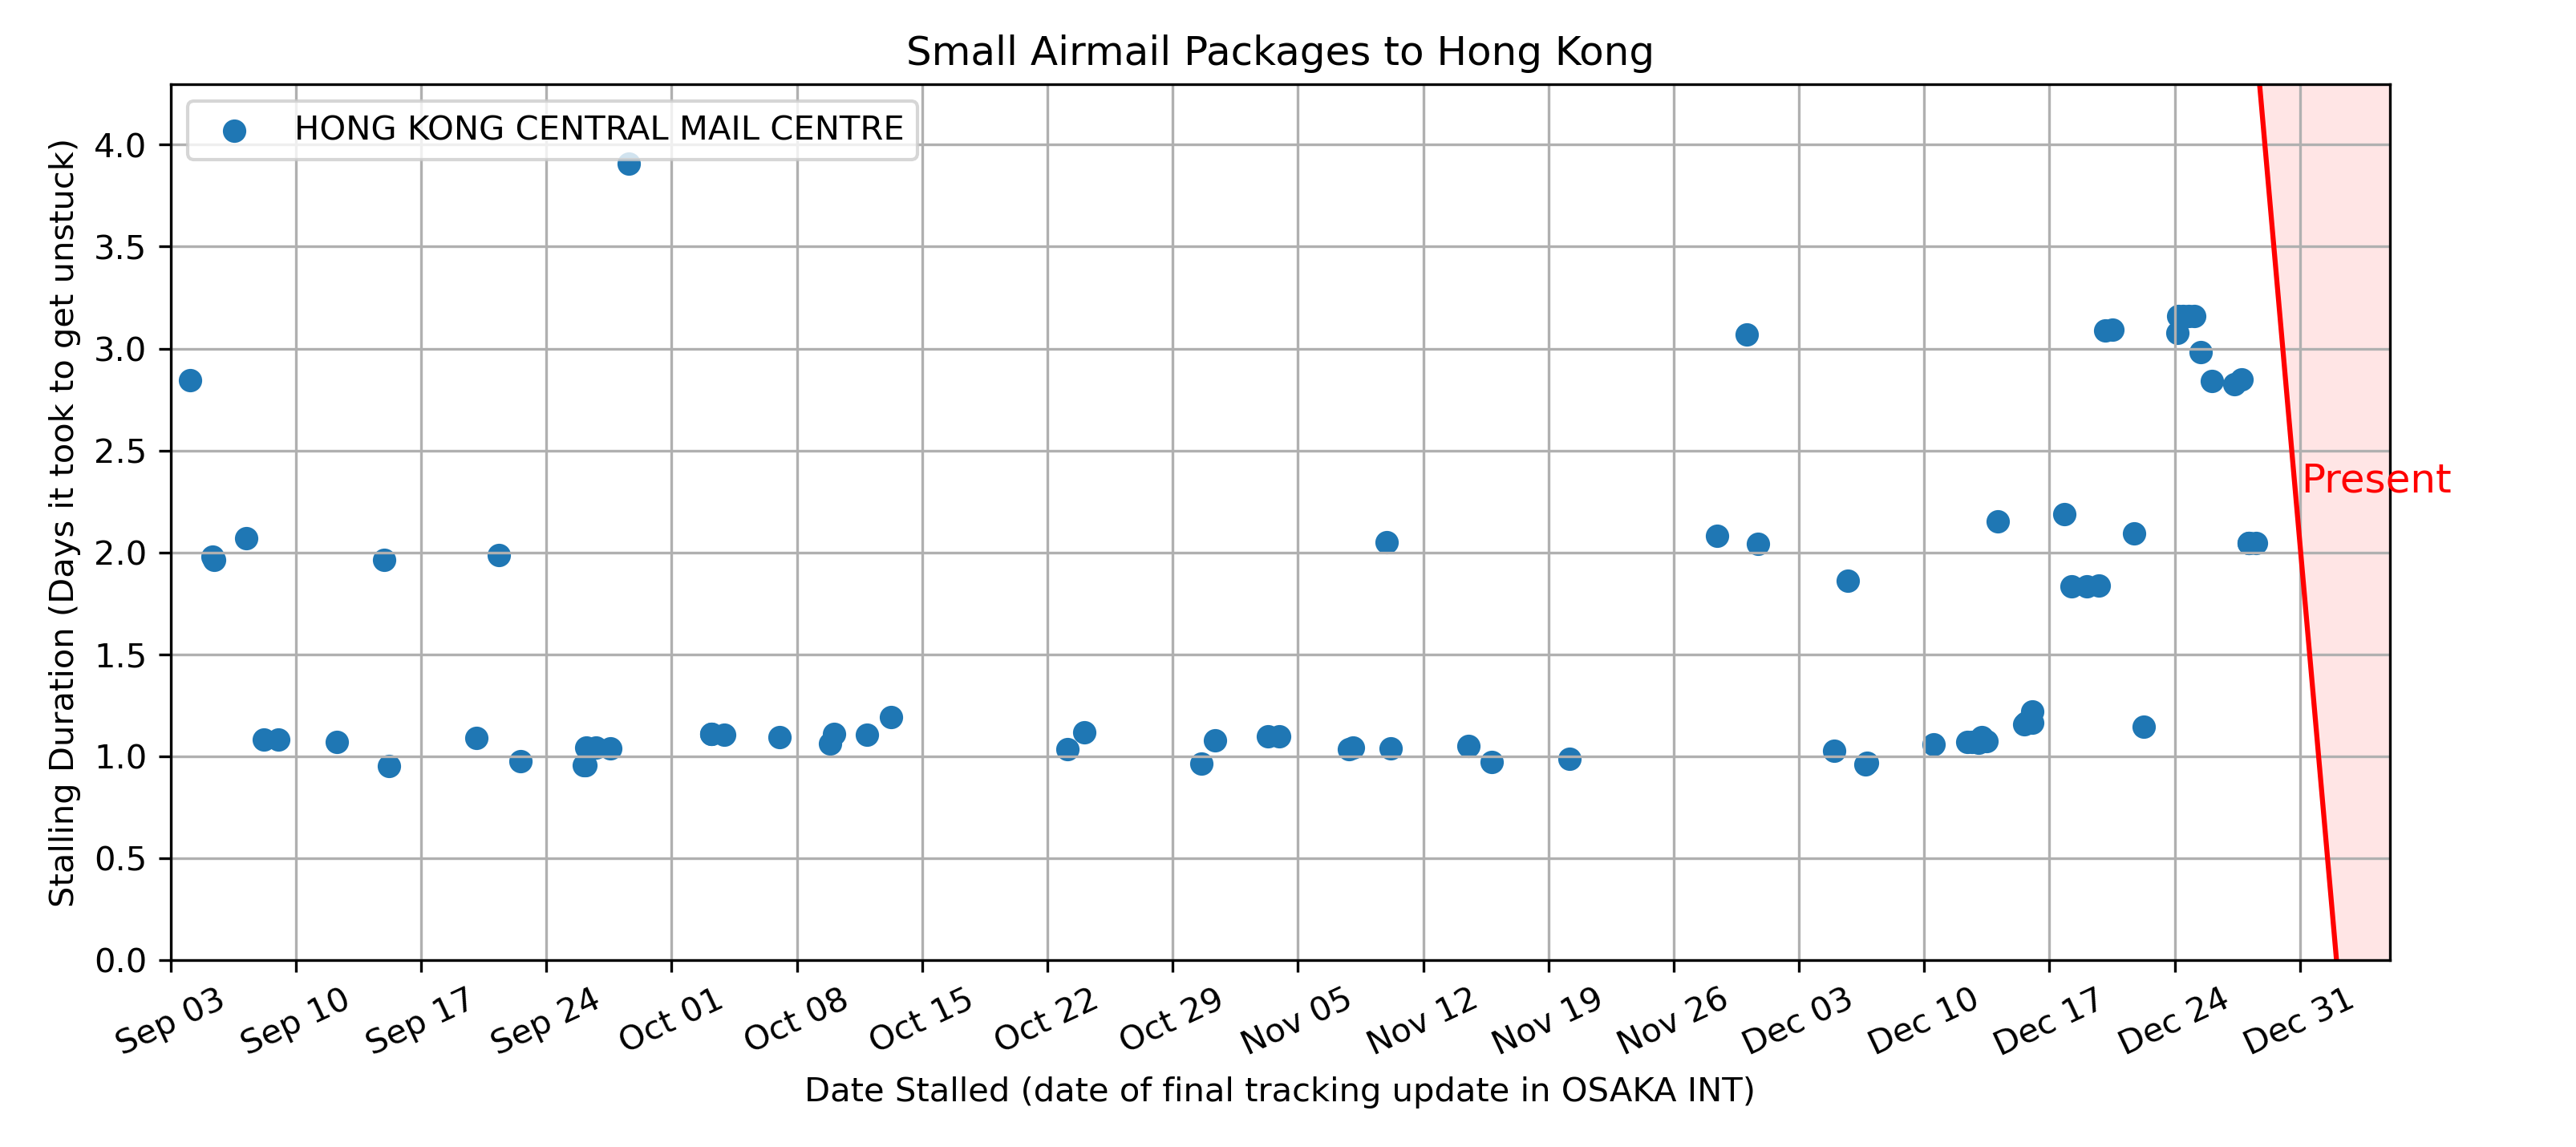 Small Airmail Packages to Hong Kong
HONG KONG CENTRAL MAIL CENTRE
Stalling Duration (Days it took to get unstuck)
4.0
3.5
3.0
2.5
2.0
1.5
1.0
0.5
0.0
Present
Sep 03
Sep 10
Sep 17
Sep 24
Oct 01
Oct 08
Oct 15
Oct 22
Oct 29
Nov 05
Nov 12
Nov 19
Nov 26
Dec 03
Dec 10
Dec 17
Dec 24
Dec 31
Date Stalled (date of final tracking update in OSAKA INT)